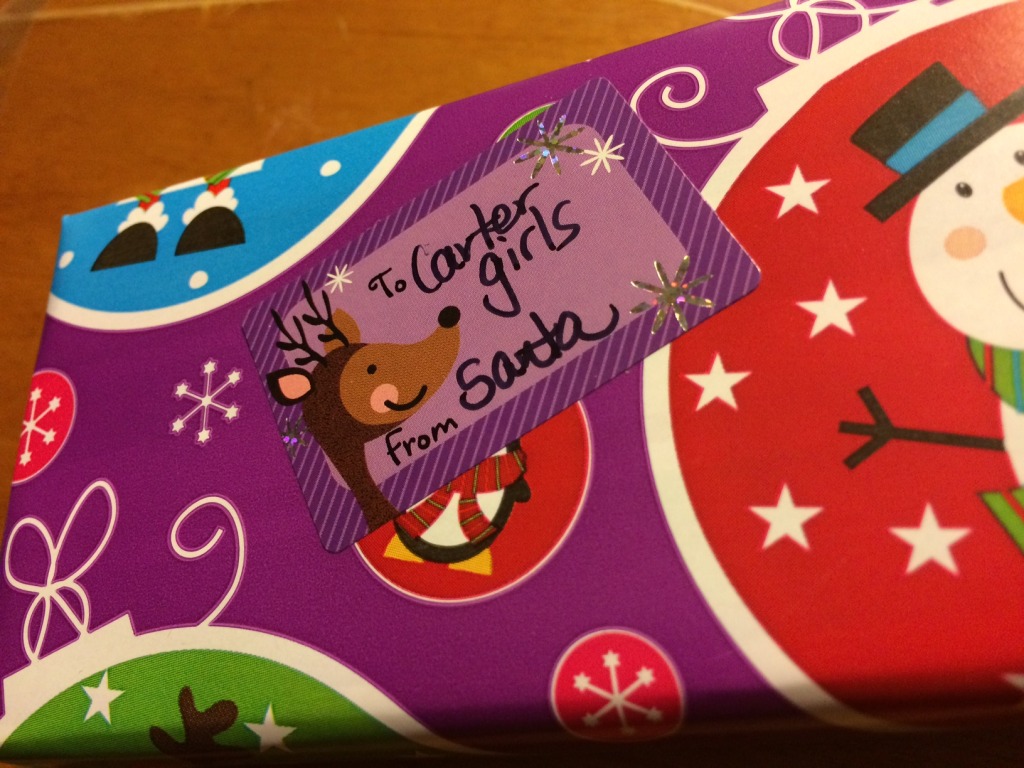 To Carter
girls
From Santa